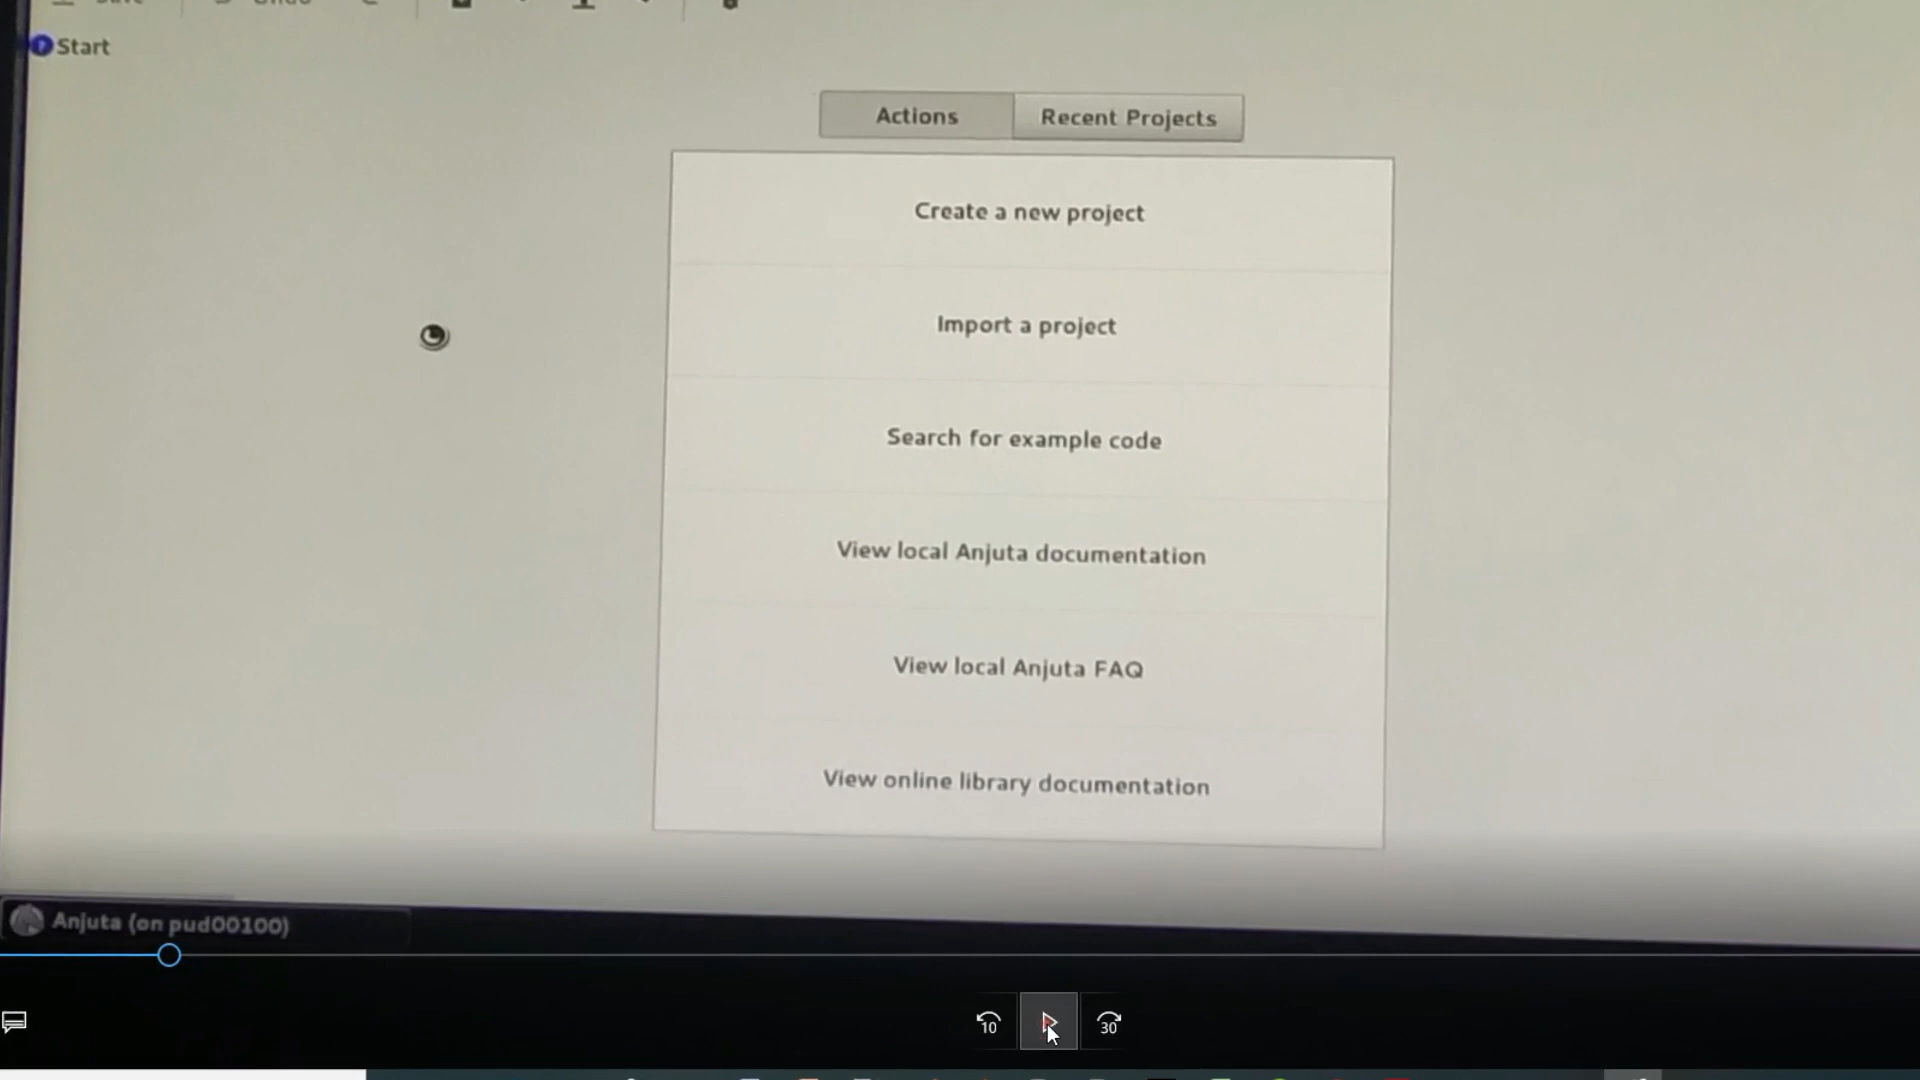 Start
Actions
Recent Projects
Create a new project
Import a project
Search for example code
View local Anjuta documentation
View local Anjuta FAQ
View online library documentation
Anjuta (on pud00100)
10
30